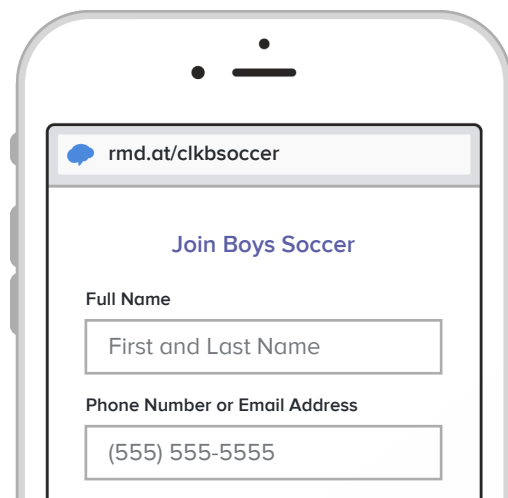 rmd.at/clkbsoccer
Join Boys Soccer
Full Name
First and Last Name
Phone Number or Email Address
(555) 555-5555